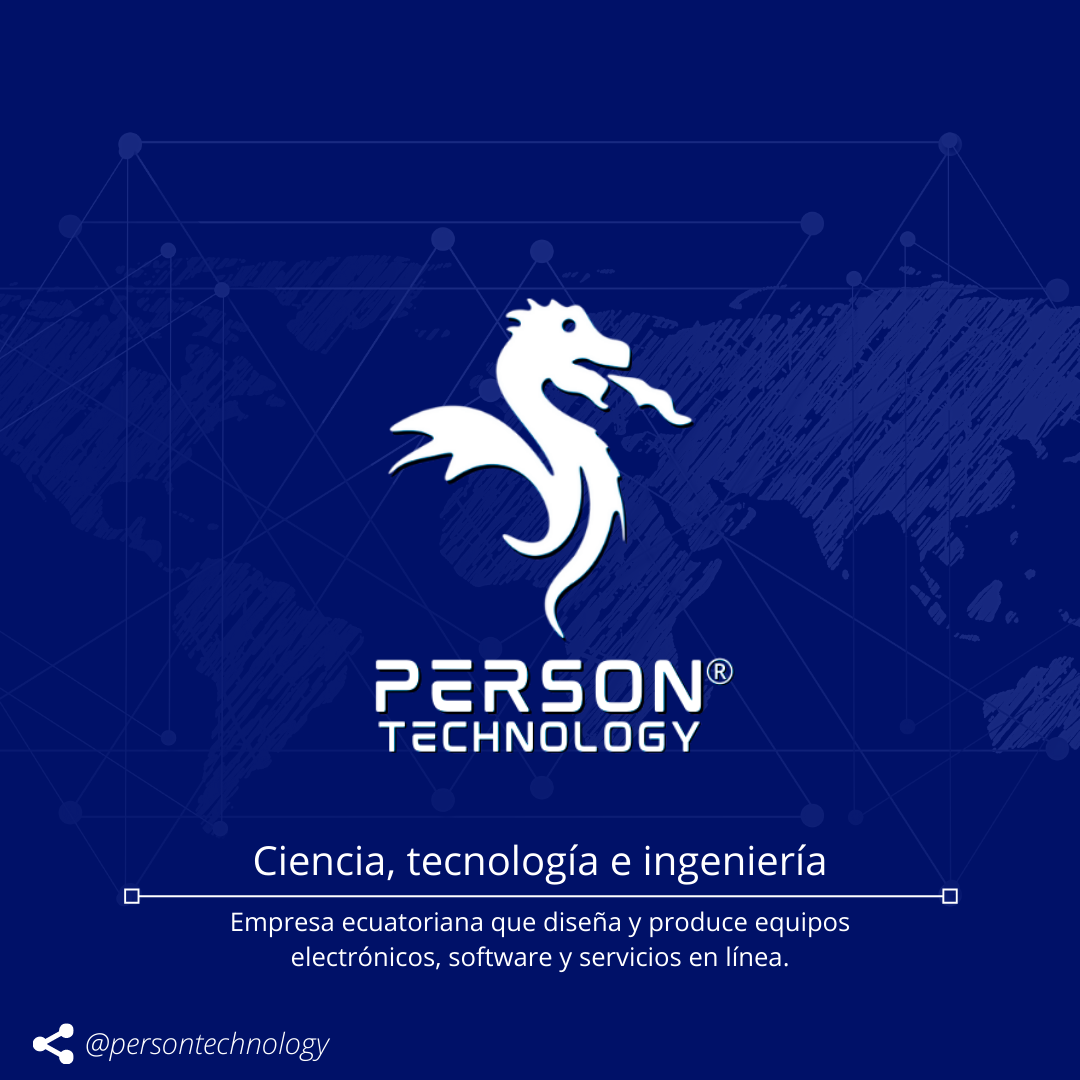 PERSON®
TECHNOLOGY
Ciencia, tecnología e ingeniería
Empresa ecuatoriana que diseña y produce equipos
electrónicos, software y servicios en línea.
@persontechnology